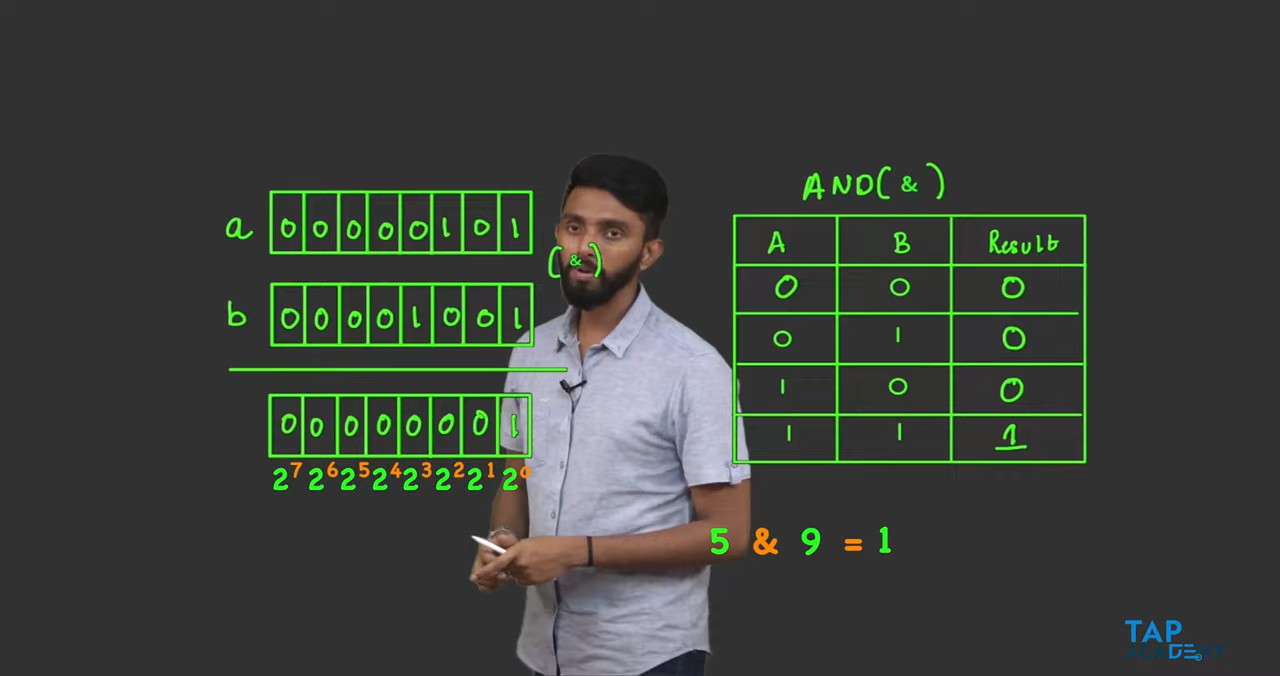 a 0 0 0 0 0 1 0 1
(&)
b 0 0 0 0 1 0 0 1
0 0 0 0 0 0 0 1
2⁷ 2⁶ 2⁵ 2⁴ 2³ 2² 2¹ 2⁰
AND(&)
A B Result
0 0 0
0 1 0
1 0 0
1 1 1
5 & 9 = 1
TAP
ACADEMY